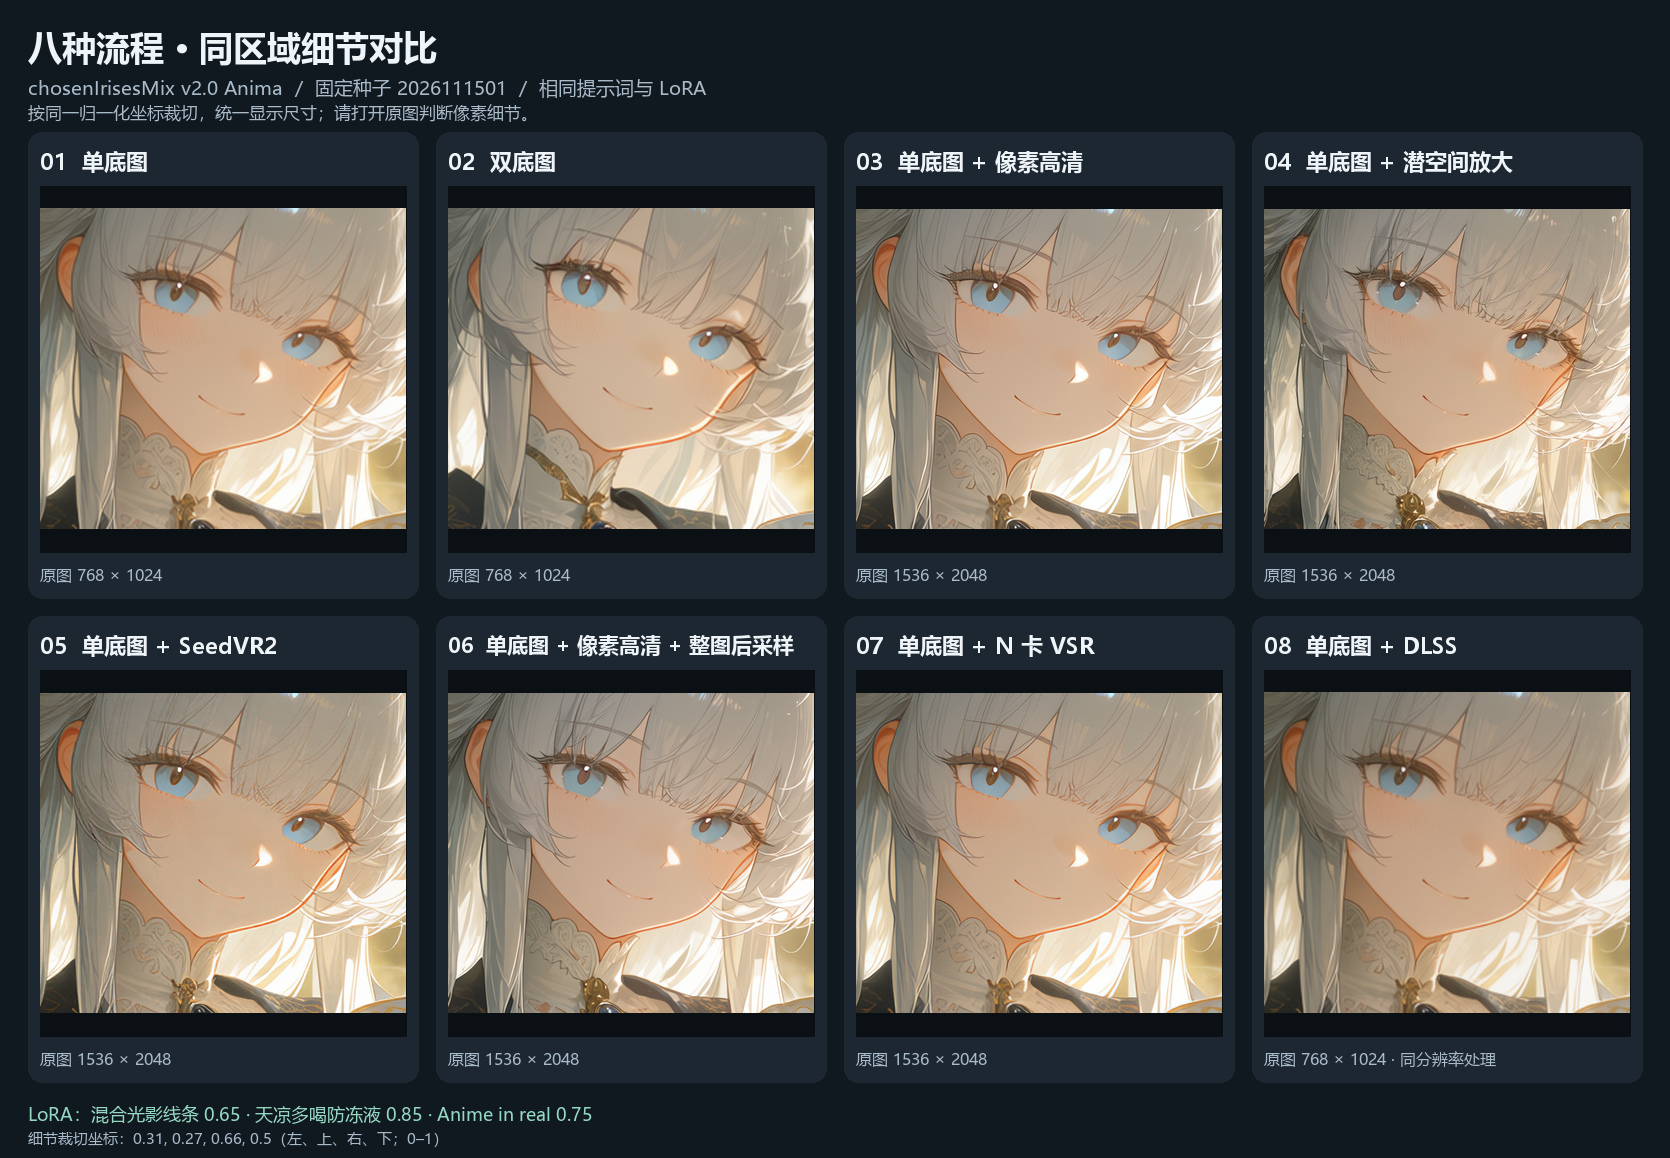 八种流程 · 同区域细节对比
chosenIrisesMix v2.0 Anima / 固定种子 2026111501 / 相同提示词与 LoRA
按同一归一化坐标裁切，统一显示尺寸；请打开原图判断像素细节。
01 单底图
02 双底图
03 单底图 + 像素高清
04 单底图 + 潜空间放大
原图 768 × 1024
原图 768 × 1024
原图 1536 × 2048
原图 1536 × 2048
05 单底图 + SeedVR2
06 单底图 + 像素高清 + 整图后采样
07 单底图 + N 卡 VSR
08 单底图 + DLSS
原图 1536 × 2048
原图 1536 × 2048
原图 1536 × 2048
原图 768 × 1024 · 同分辨率处理
LoRA：混合光影线条 0.65 · 天凉多喝防冻液 0.85 · Anime in real 0.75
细节裁切坐标：0.31, 0.27, 0.66, 0.5（左、上、右、下；0–1）